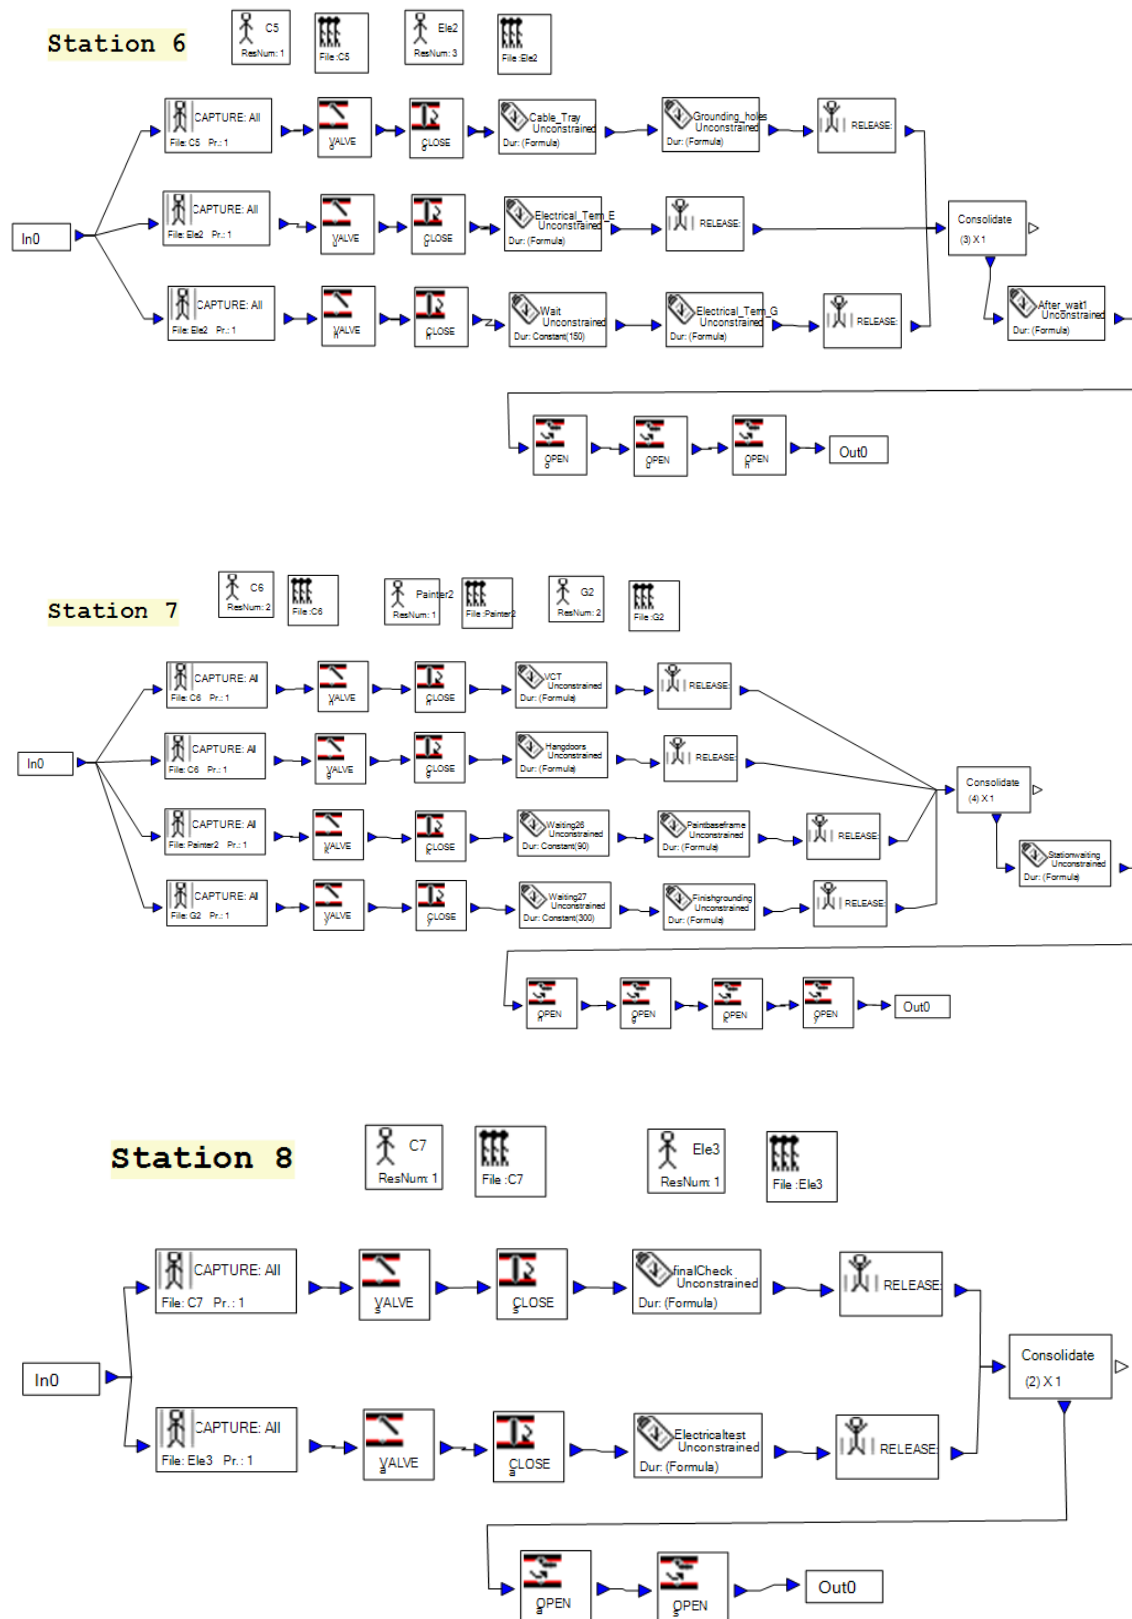 Station 6
C5
ResNum: 1
File :C5
Ele2
ResNum: 3
File :Ele2
In0
CAPTURE: All
File: C5 Pr.: 1
VALVE
CLOSE
Cable_Tray
Unconstrained
Dur: (Formula)
Grounding_holes
Unconstrained
Dur: (Formula)
RELEASE:
CAPTURE: All
File: Ele2 Pr.: 1
VALVE
CLOSE
Electrical_Term_E
Unconstrained
Dur: (Formula)
RELEASE:
CAPTURE: All
File: Ele2 Pr.: 1
VALVE
h
CLOSE
h
Wait
Unconstrained
Dur: Constant(150)
Electrical_Term_G
Unconstrained
Dur: (Formula)
RELEASE:
Consolidate
(3) X 1
After_wait1
Unconstrained
Dur: (Formula)
OPEN
OPEN
OPEN
h
Out0
Station 7
C6
ResNum: 2
File :C6
Painter2
ResNum: 1
File :Painter2
G2
ResNum: 2
File :G2
In0
CAPTURE: All
File: C6 Pr.: 1
VALVE
CLOSE
VCT
Unconstrained
Dur: (Formula)
RELEASE:
CAPTURE: All
File: C6 Pr.: 1
VALVE
g
CLOSE
g
Hangdoors
Unconstrained
Dur: (Formula)
RELEASE:
CAPTURE: All
File: Painter2 Pr.: 1
VALVE
k
CLOSE
k
Waiting26
Unconstrained
Dur: Constant(90)
Paintbaseframe
Unconstrained
Dur: (Formula)
RELEASE:
CAPTURE: All
File: G2 Pr.: 1
VALVE
y
CLOSE
y
Waiting27
Unconstrained
Dur: Constant(300)
Finishgrounding
Unconstrained
Dur: (Formula)
RELEASE:
Consolidate
(4) X 1
Stationwaiting
Unconstrained
Dur: (Formula)
OPEN
OPEN
g
OPEN
k
OPEN
y
Out0
Station 8
C7
ResNum: 1
File :C7
Ele3
ResNum: 1
File :Ele3
In0
CAPTURE: All
File: C7 Pr.: 1
VALVE
s
CLOSE
s
finalCheck
Unconstrained
Dur: (Formula)
RELEASE:
CAPTURE: All
File: Ele3 Pr.: 1
VALVE
a
CLOSE
a
Electricaltest
Unconstrained
Dur: (Formula)
RELEASE:
Consolidate
(2) X 1
OPEN
a
OPEN
s
Out0